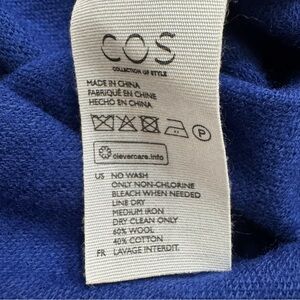 COS
COLLECTION OF STYLE
MADE IN CHINA
FABRIQUÉ EN CHINE
HECHO EN CHINA
P
clevercare.info
US NO WASH
ONLY NON-CHLORINE
BLEACH WHEN NEEDED
LINE DRY
MEDIUM IRON
DRY CLEAN ONLY
60% WOOL
40% COTTON
FR LAVAGE INTERDIT.